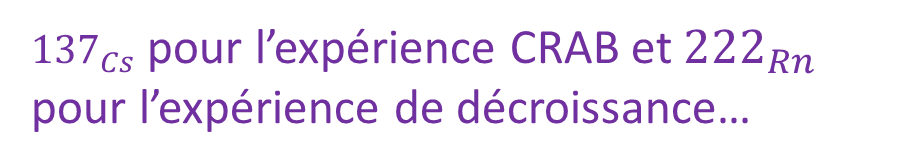 137Cs pour l'expérience CRAB et 222Rn
pour l'expérience de décroissance...